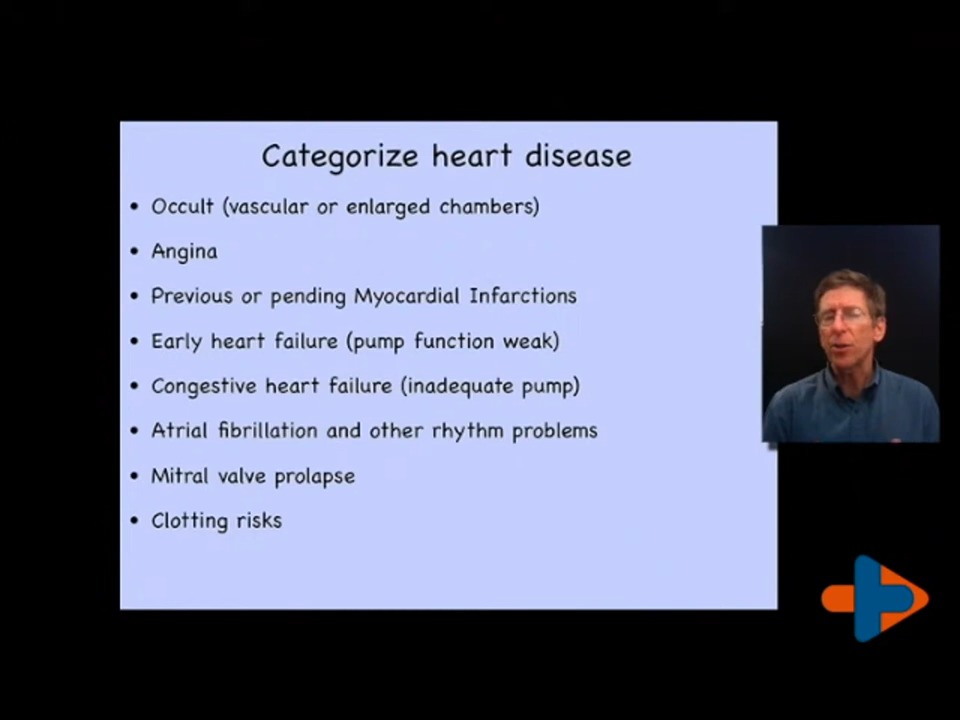 Categorize heart disease
• Occult (vascular or enlarged chambers)
• Angina
• Previous or pending Myocardial Infarctions
• Early heart failure (pump function weak)
• Congestive heart failure (inadequate pump)
• Atrial fibrillation and other rhythm problems
• Mitral valve prolapse
• Clotting risks